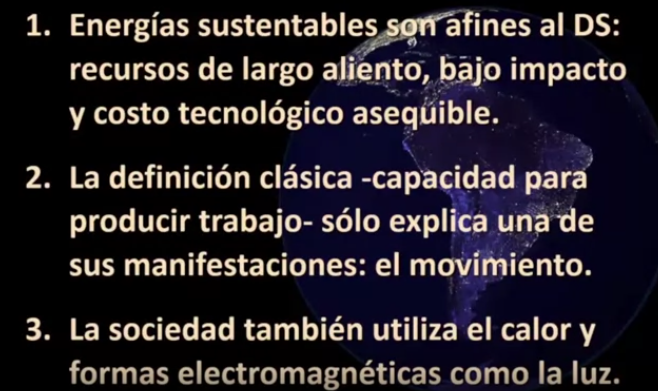 1. Energías sustentables son afines al DS:
recursos de largo aliento, bajo impacto
y costo tecnológico asequible.
2. La definición clásica -capacidad para
producir trabajo- sólo explica una de
sus manifestaciones: el movimiento.
3. La sociedad también utiliza el calor y
formas electromagnéticas como la luz.